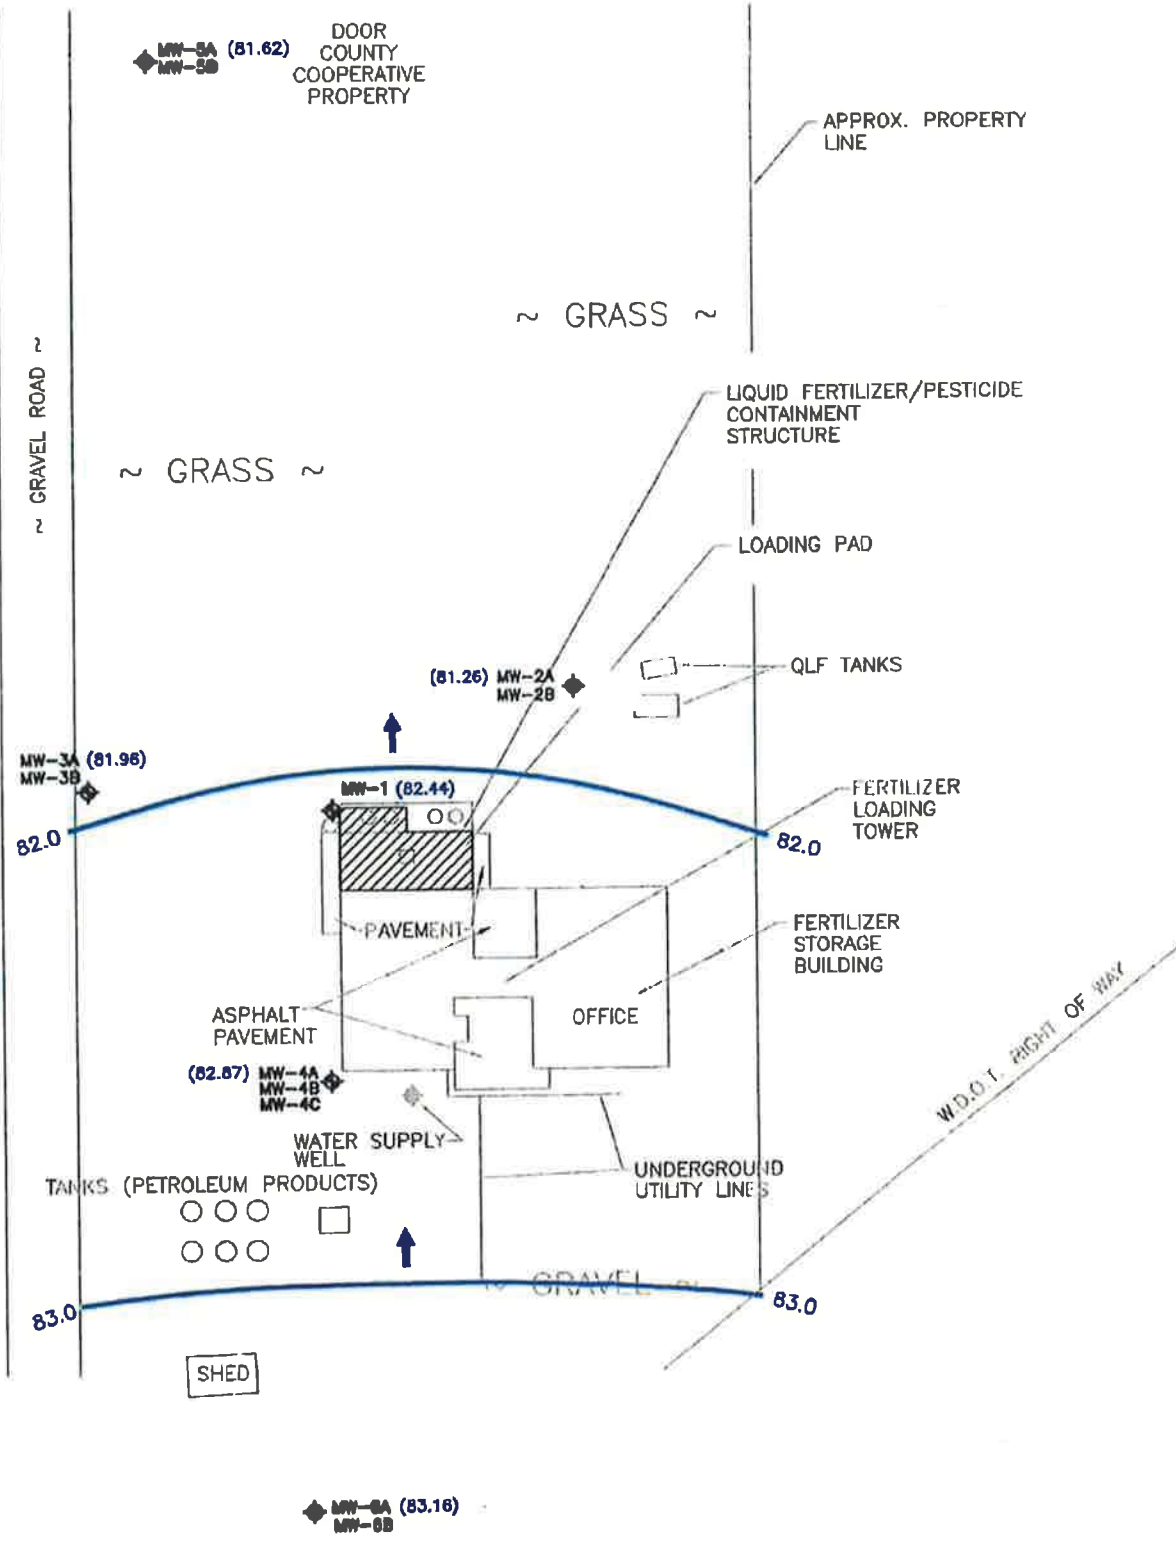 MW-5A (81.62)
MW-5B
DOOR
COUNTY
COOPERATIVE
PROPERTY
APPROX. PROPERTY
LINE
~ GRASS ~
~ GRAVEL ROAD ~
LIQUID FERTILIZER/PESTICIDE
CONTAINMENT
STRUCTURE
~ GRASS ~
LOADING PAD
(81.26) MW-2A
MW-2B
QLF TANKS
MW-3A (81.96)
MW-3B
MW-1 (82.44)
FERTILIZER
LOADING
TOWER
82.0
82.0
PAVEMENT
FERTILIZER
STORAGE
BUILDING
ASPHALT
PAVEMENT
OFFICE
W.D.O.T. RIGHT OF WAY
(82.87) MW-4A
MW-4B
MW-4C
WATER SUPPLY
WELL
UNDERGROUND
UTILITY LINES
TANKS (PETROLEUM PRODUCTS)
~ GRAVEL ~
83.0
83.0
SHED
MW-6A (83.16)
MW-6B